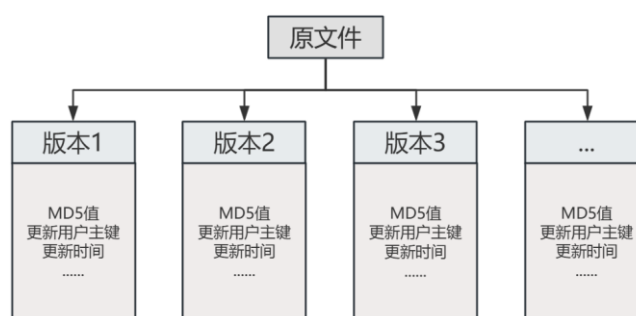 原文件
版本1
版本2
版本3
...
MD5值
更新用户主键
更新时间
......
MD5值
更新用户主键
更新时间
......
MD5值
更新用户主键
更新时间
......
MD5值
更新用户主键
更新时间
......